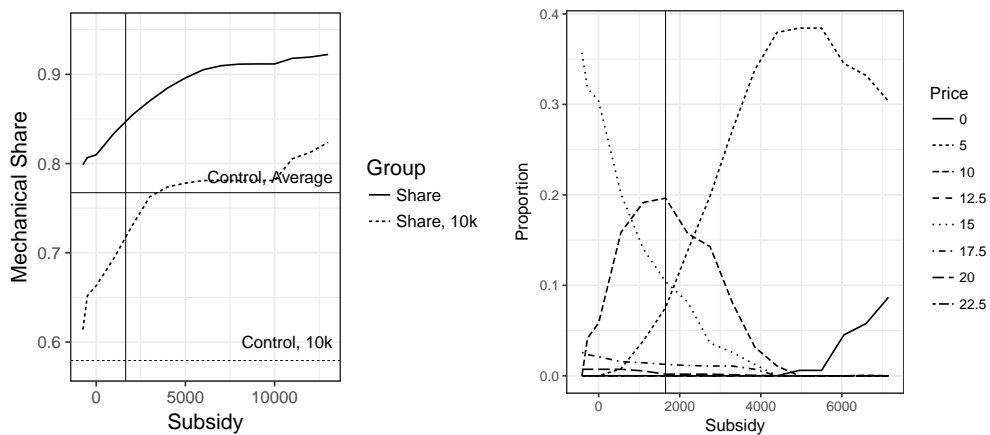 0.9
0.8
0.7
0.6
Mechanical Share
Control, Average
Control, 10k
0
5000
10000
Subsidy
Group
Share
Share, 10k
0.4
0.3
0.2
0.1
0.0
Proportion
0
2000
4000
6000
Subsidy
Price
0
5
10
12.5
15
17.5
20
22.5